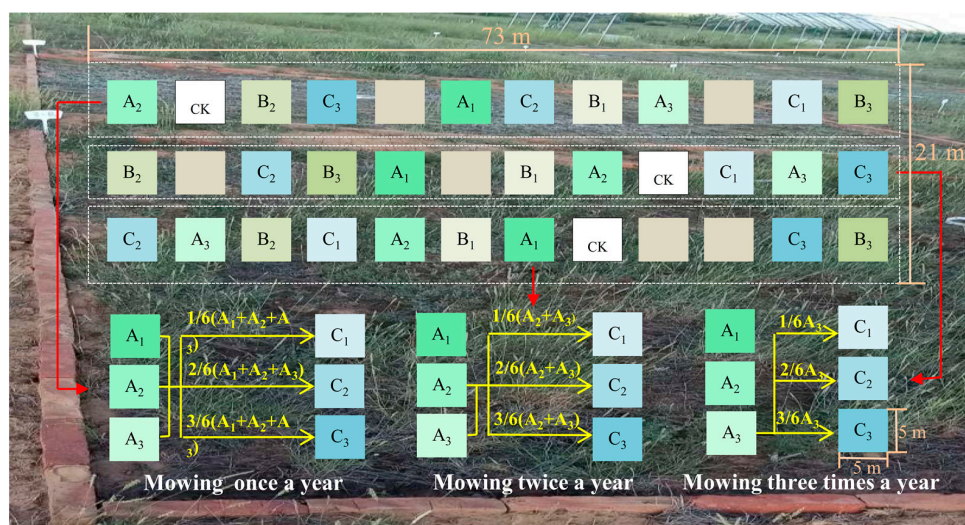 73 m
A2 CK B2 C3 A1 C2 B1 A3 C1 B3
21 m
B2 C2 B3 A1 B1 A2 CK C1 A3 C3
C2 A3 B2 C1 A2 B1 A1 CK C3 B3
A1 1/6(A1+A2+A
3) C1
A2 2/6(A1+A2+A3) C2
A3 3/6(A1+A2+A
3) C3
Mowing once a year
A1 1/6(A2+A3) C1
A2 2/6(A2+A3) C2
A3 3/6(A2+A3) C3
Mowing twice a year
A1 1/6A3 C1
A2 2/6A3 C2
A3 3/6A3 C3
5 m
5 m
Mowing three times a year